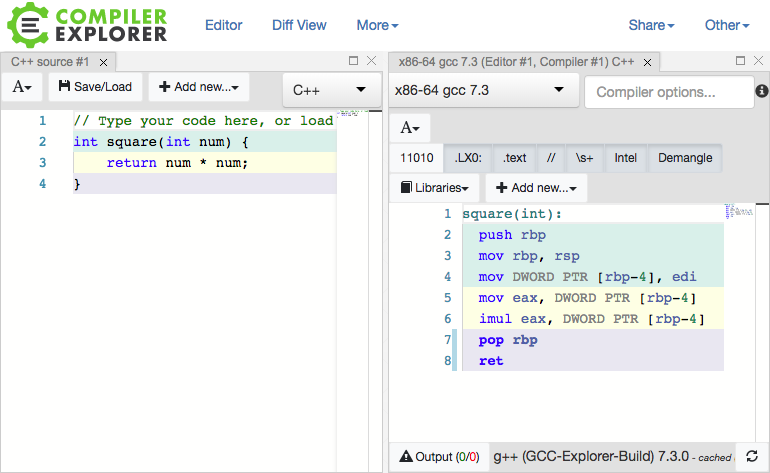 COMPILER
EXPLORER
Editor
Diff View
More
Share
Other
C++ source #1
A
Save/Load
Add new...
C++
1 // Type your code here, or load
2 int square(int num) {
3     return num * num;
4 }
x86-64 gcc 7.3 (Editor #1, Compiler #1) C++
x86-64 gcc 7.3
Compiler options...
A
11010
.LX0:
.text
//
\s+
Intel
Demangle
Libraries
Add new...
1 square(int):
2   push rbp
3   mov rbp, rsp
4   mov DWORD PTR [rbp-4], edi
5   mov eax, DWORD PTR [rbp-4]
6   imul eax, DWORD PTR [rbp-4]
7   pop rbp
8   ret
Output (0/0) g++ (GCC-Explorer-Build) 7.3.0 - cached